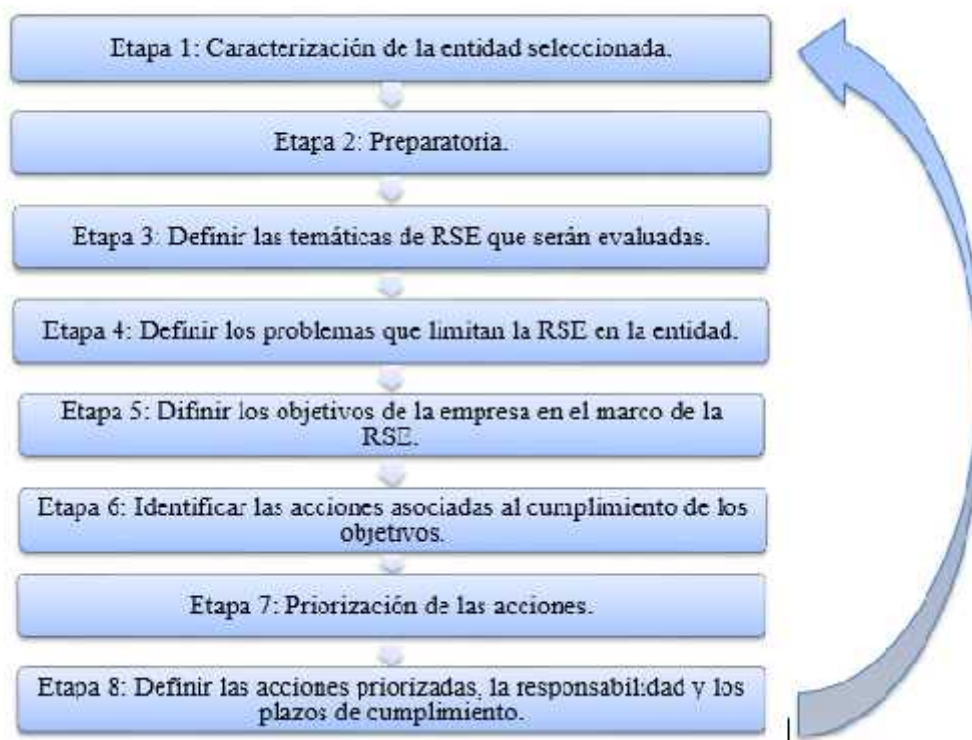 Etapa 1: Caracterización de la entidad seleccionada.
Etapa 2: Preparatoria.
Etapa 3: Definir las temáticas de RSE que serán evaluadas.
Etapa 4: Definir los problemas que limitan la RSE en la entidad.
Etapa 5: Difinir los objetivos de la empresa en el marco de la
RSE.
Etapa 6: Identificar las acciones asociadas al cumplimiento de los
objetivos.
Etapa 7: Priorización de las acciones.
Etapa 8: Definir las acciones priorizadas, la responsabilidad y los
plazos de cumplimiento.